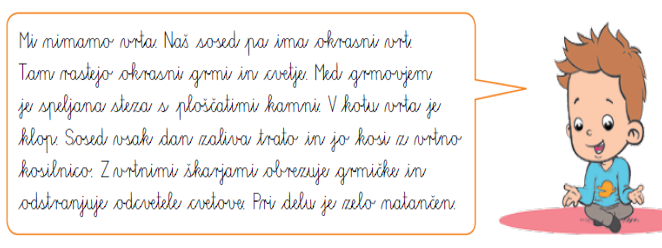 Mi nimamo vrta. Naš sosed pa ima okrasni vrt.
Tam rastejo okrasni grmi in cvetje. Med grmovjem
je speljana steza s ploščatimi kamni. V kotu vrta je
klop. Sosed vsak dan zaliva trato in jo kosi z vrtno
kosilnico. Z vrtnimi škarjami obrezuje grmičke in
odstranjuje odcvetele cvetove. Pri delu je zelo natančen.